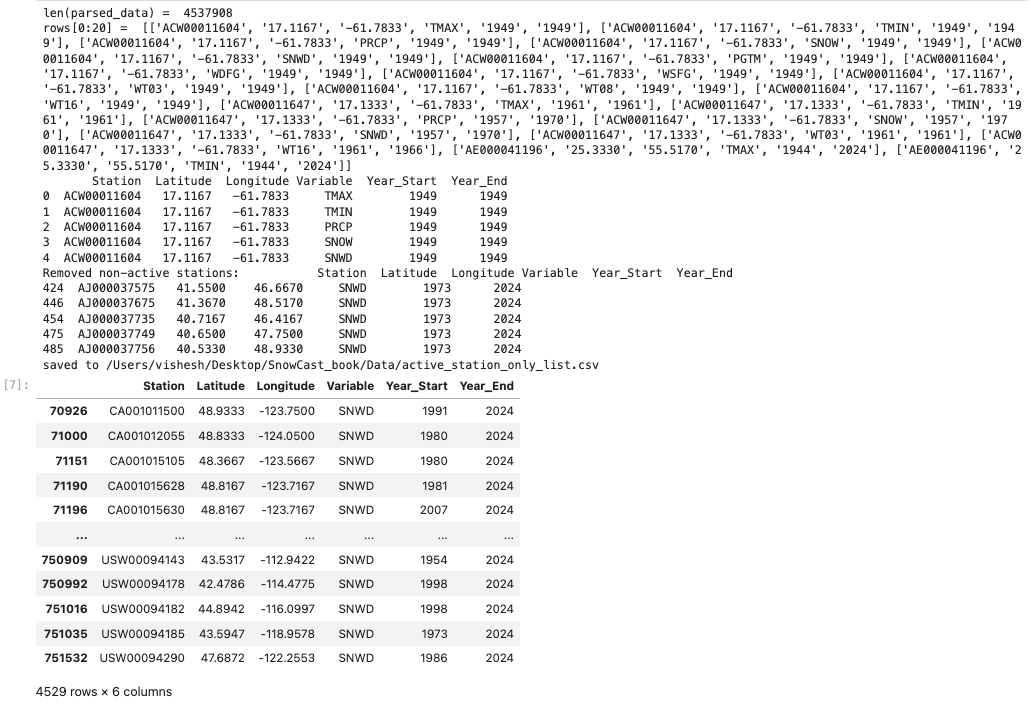 len(parsed_data) =  4537908
rows[0:20] =  [['ACW00011604', '17.1167', '-61.7833', 'TMAX', '1949', '1949'], ['ACW00011604', '17.1167', '-61.7833', 'TMIN', '1949', '194
9'], ['ACW00011604', '17.1167', '-61.7833', 'PRCP', '1949', '1949'], ['ACW00011604', '17.1167', '-61.7833', 'SNOW', '1949', '1949'], ['ACW0
0011604', '17.1167', '-61.7833', 'SNWD', '1949', '1949'], ['ACW00011604', '17.1167', '-61.7833', 'PGTM', '1949', '1949'], ['ACW00011604',
'17.1167', '-61.7833', 'WDFG', '1949', '1949'], ['ACW00011604', '17.1167', '-61.7833', 'WSFG', '1949', '1949'], ['ACW00011604', '17.1167',
'-61.7833', 'WT03', '1949', '1949'], ['ACW00011604', '17.1167', '-61.7833', 'WT08', '1949', '1949'], ['ACW00011604', '17.1167', '-61.7833',
'WT16', '1949', '1949'], ['ACW00011647', '17.1333', '-61.7833', 'TMAX', '1961', '1961'], ['ACW00011647', '17.1333', '-61.7833', 'TMIN', '19
61', '1961'], ['ACW00011647', '17.1333', '-61.7833', 'PRCP', '1957', '1970'], ['ACW00011647', '17.1333', '-61.7833', 'SNOW', '1957', '197
0'], ['ACW00011647', '17.1333', '-61.7833', 'SNWD', '1957', '1970'], ['ACW00011647', '17.1333', '-61.7833', 'WT03', '1961', '1961'], ['ACW0
0011647', '17.1333', '-61.7833', 'WT16', '1961', '1966'], ['AE000041196', '25.3330', '55.5170', 'TMAX', '1944', '2024'], ['AE000041196', '2
5.3330', '55.5170', 'TMIN', '1944', '2024']]
Station Latitude Longitude Variable Year_Start Year_End
0 ACW00011604 17.1167 -61.7833 TMAX 1949 1949
1 ACW00011604 17.1167 -61.7833 TMIN 1949 1949
2 ACW00011604 17.1167 -61.7833 PRCP 1949 1949
3 ACW00011604 17.1167 -61.7833 SNOW 1949 1949
4 ACW00011604 17.1167 -61.7833 SNWD 1949 1949
Removed non-active stations: Station Latitude Longitude Variable Year_Start Year_End
424 AJ000037575 41.5500 46.6670 SNWD 1973 2024
446 AJ000037675 41.3670 48.5170 SNWD 1973 2024
454 AJ000037735 40.7167 46.4167 SNWD 1973 2024
475 AJ000037749 40.6500 47.7500 SNWD 1973 2024
485 AJ000037756 40.5330 48.9330 SNWD 1973 2024
saved to /Users/vishesh/Desktop/SnowCast_book/Data/active_station_only_list.csv
[7]:
Station Latitude Longitude Variable Year_Start Year_End
70926 CA001011500 48.9333 -123.7500 SNWD 1991 2024
71000 CA001012055 48.8333 -124.0500 SNWD 1980 2024
71151 CA001015105 48.3667 -123.5667 SNWD 1980 2024
71190 CA001015628 48.8167 -123.7167 SNWD 1981 2024
71196 CA001015630 48.8167 -123.7167 SNWD 2007 2024
... ... ... ... ... ... ...
750909 USW00094143 43.5317 -112.9422 SNWD 1954 2024
750992 USW00094178 42.4786 -114.4775 SNWD 1998 2024
751016 USW00094182 44.8942 -116.0997 SNWD 1998 2024
751035 USW00094185 43.5947 -118.9578 SNWD 1973 2024
751532 USW00094290 47.6872 -122.2553 SNWD 1986 2024
4529 rows × 6 columns